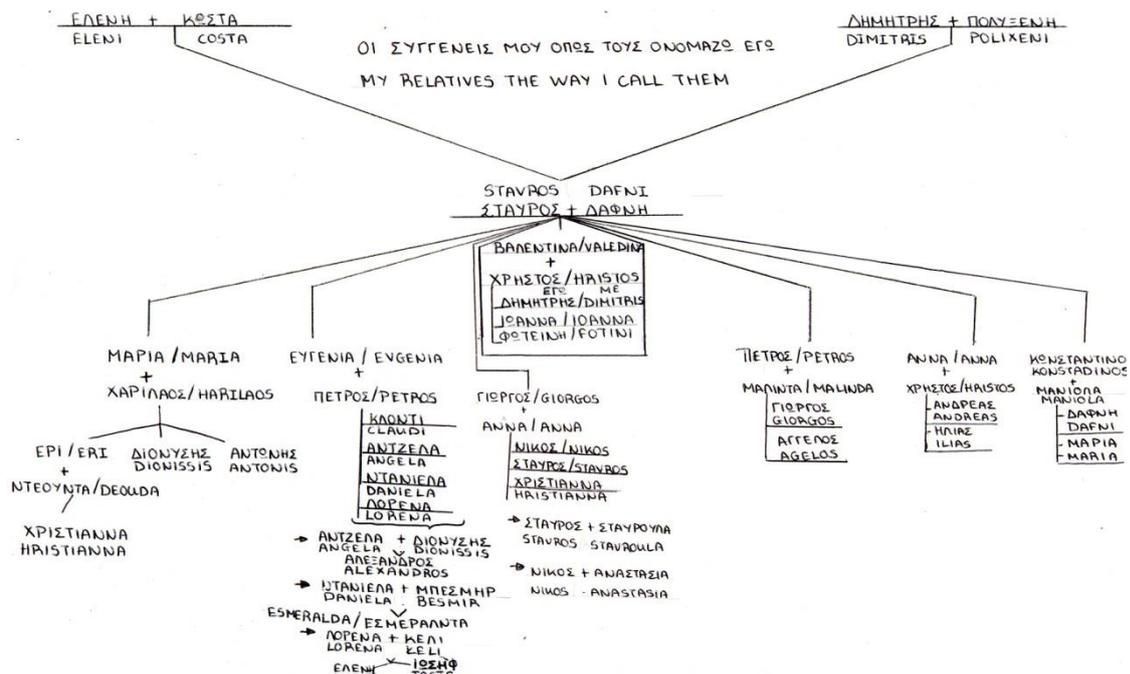 ΕΛΕΝΗ + ΚΩΣΤΑ
ELENI COSTA
ΔΗΜΗΤΡΗΣ + ΠΟΛΥΞΕΝΗ
DIMITRIS POLIXENI
ΟΙ ΣΥΓΓΕΝΕΙΣ ΜΟΥ ΟΠΩΣ ΤΟΥΣ ΟΝΟΜΑΖΩ ΕΓΩ
MY RELATIVES THE WAY I CALL THEM
STAVROS DAFNI
ΣΤΑΥΡΟΣ + ΔΑΦΝΗ
ΒΑΛΕΝΤΙΝΑ/VALEDINA
+
ΧΡΗΣΤΟΣ/HRISTOS
ΕΓΩ ME
ΔΗΜΗΤΡΗΣ/DIMITRIS
ΙΩΑΝΝΑ/IOANNA
ΦΩΤΕΙΝΗ/FOTINI
ΜΑΡΙΑ/MARIA
+
ΧΑΡΙΛΑΟΣ/HARILAOS
ΕΡΙ/ERI
+
ΝΤΕΟΥΝΤΑ/DEOUDA
ΧΡΙΣΤΙΑΝΝΑ
HRISTIANNA
ΔΙΟΝΥΣΗΣ
DIONISSIS
ΑΝΤΩΝΗΣ
ANTONIS
ΕΥΓΕΝΙΑ/EVGENIA
+
ΠΕΤΡΟΣ/PETROS
ΚΛΟΝΤΙ
CLAUDI
ΑΝΤΖΕΛΑ
ANGELA
ΝΤΑΝΙΕΛΑ
DANIELA
ΛΟΡΕΝΑ
LORENA
→ ΑΝΤΖΕΛΑ + ΔΙΟΝΥΣΗΣ
ANGELA DIONISSIS
ΑΛΕΞΑΝΔΡΟΣ
ALEXANDROS
→ ΝΤΑΝΙΕΛΑ + ΜΠΕΣΜΗΡ
DANIELA BESMIR
ESMERALDA/ΕΣΜΕΡΑΛΝΤΑ
→ ΛΟΡΕΝΑ + ΚΕΛΙ
LORENA KELI
ΕΛΕΝΗ ΙΩΣΗΦ
ΓΙΩΡΓΟΣ/GIORGOS
+
ΑΝΝΑ/ANNA
ΝΙΚΟΣ/NIKOS
ΣΤΑΥΡΟΣ/STAVROS
ΧΡΙΣΤΙΑΝΝΑ
HRISTIANNA
→ ΣΤΑΥΡΟΣ + ΣΤΑΥΡΟΥΛΑ
STAVROS - STAVROULA
→ ΝΙΚΟΣ + ΑΝΑΣΤΑΣΙΑ
NIKOS - ANASTASIA
ΠΕΤΡΟΣ/PETROS
+
ΜΑΛΙΝΤΑ/MALINDA
ΓΙΩΡΓΟΣ
GIORGOS
ΑΓΓΕΛΟΣ
AGELOS
ΑΝΝΑ/ANNA
+
ΧΡΗΣΤΟΣ/HRISTOS
- ΑΝΔΡΕΑΣ
ANDREAS
- ΗΛΙΑΣ
ILIAS
ΚΩΝΣΤΑΝΤΙΝΟ
KONSTADINOS
+
ΜΑΝΙΟΛΑ
MANIOLA
- ΔΑΦΝΗ
DAFNI
- ΜΑΡΙΑ
- MARIA